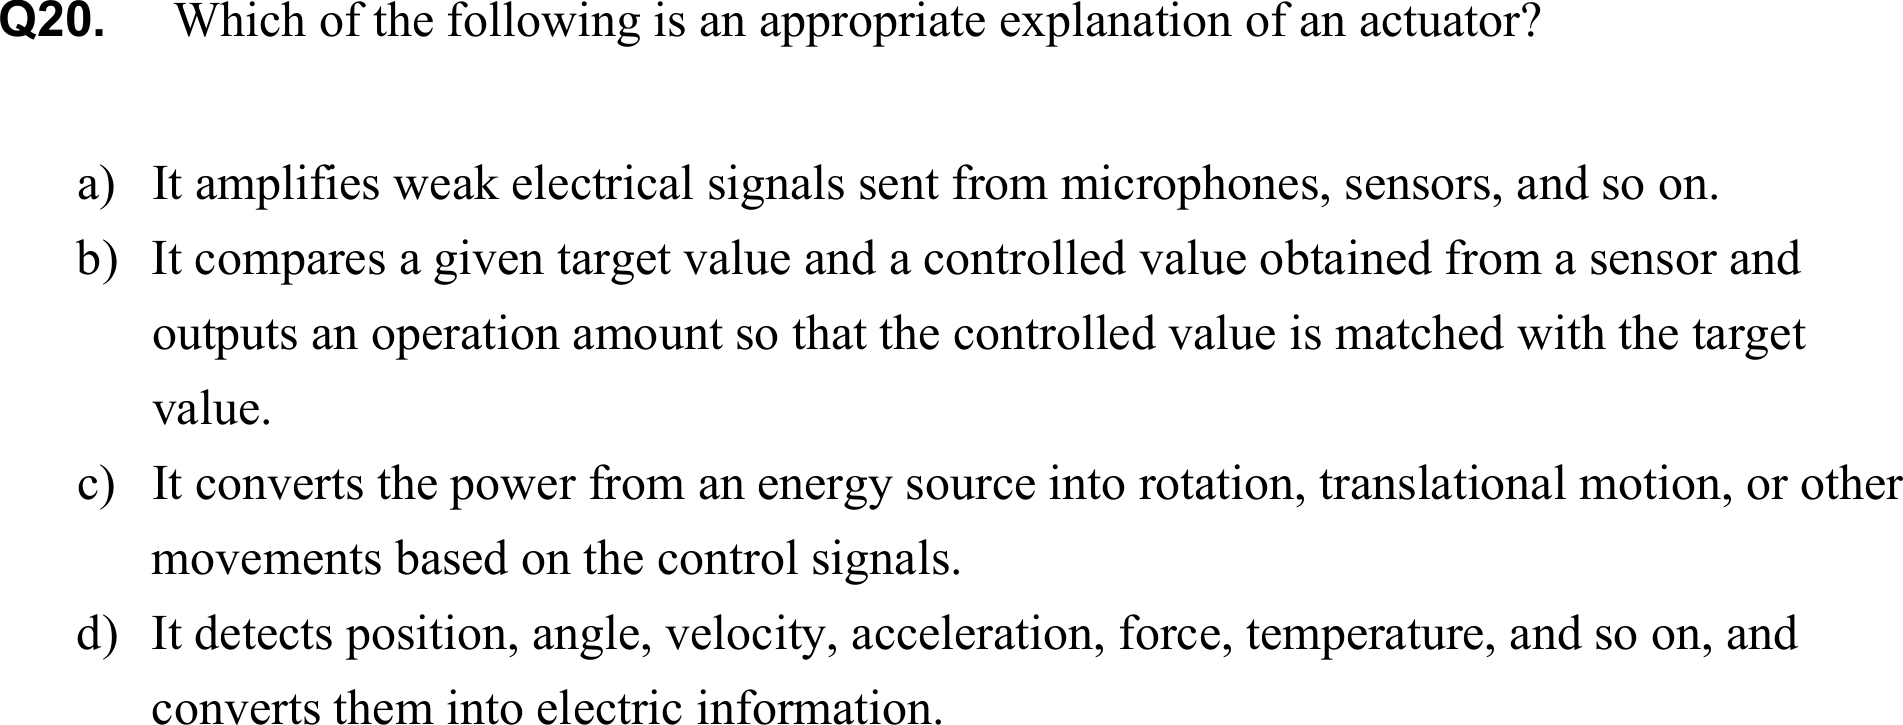 Q20. Which of the following is an appropriate explanation of an actuator?
a) It amplifies weak electrical signals sent from microphones, sensors, and so on.
b) It compares a given target value and a controlled value obtained from a sensor and
outputs an operation amount so that the controlled value is matched with the target
value.
c) It converts the power from an energy source into rotation, translational motion, or other
movements based on the control signals.
d) It detects position, angle, velocity, acceleration, force, temperature, and so on, and
converts them into electric information.